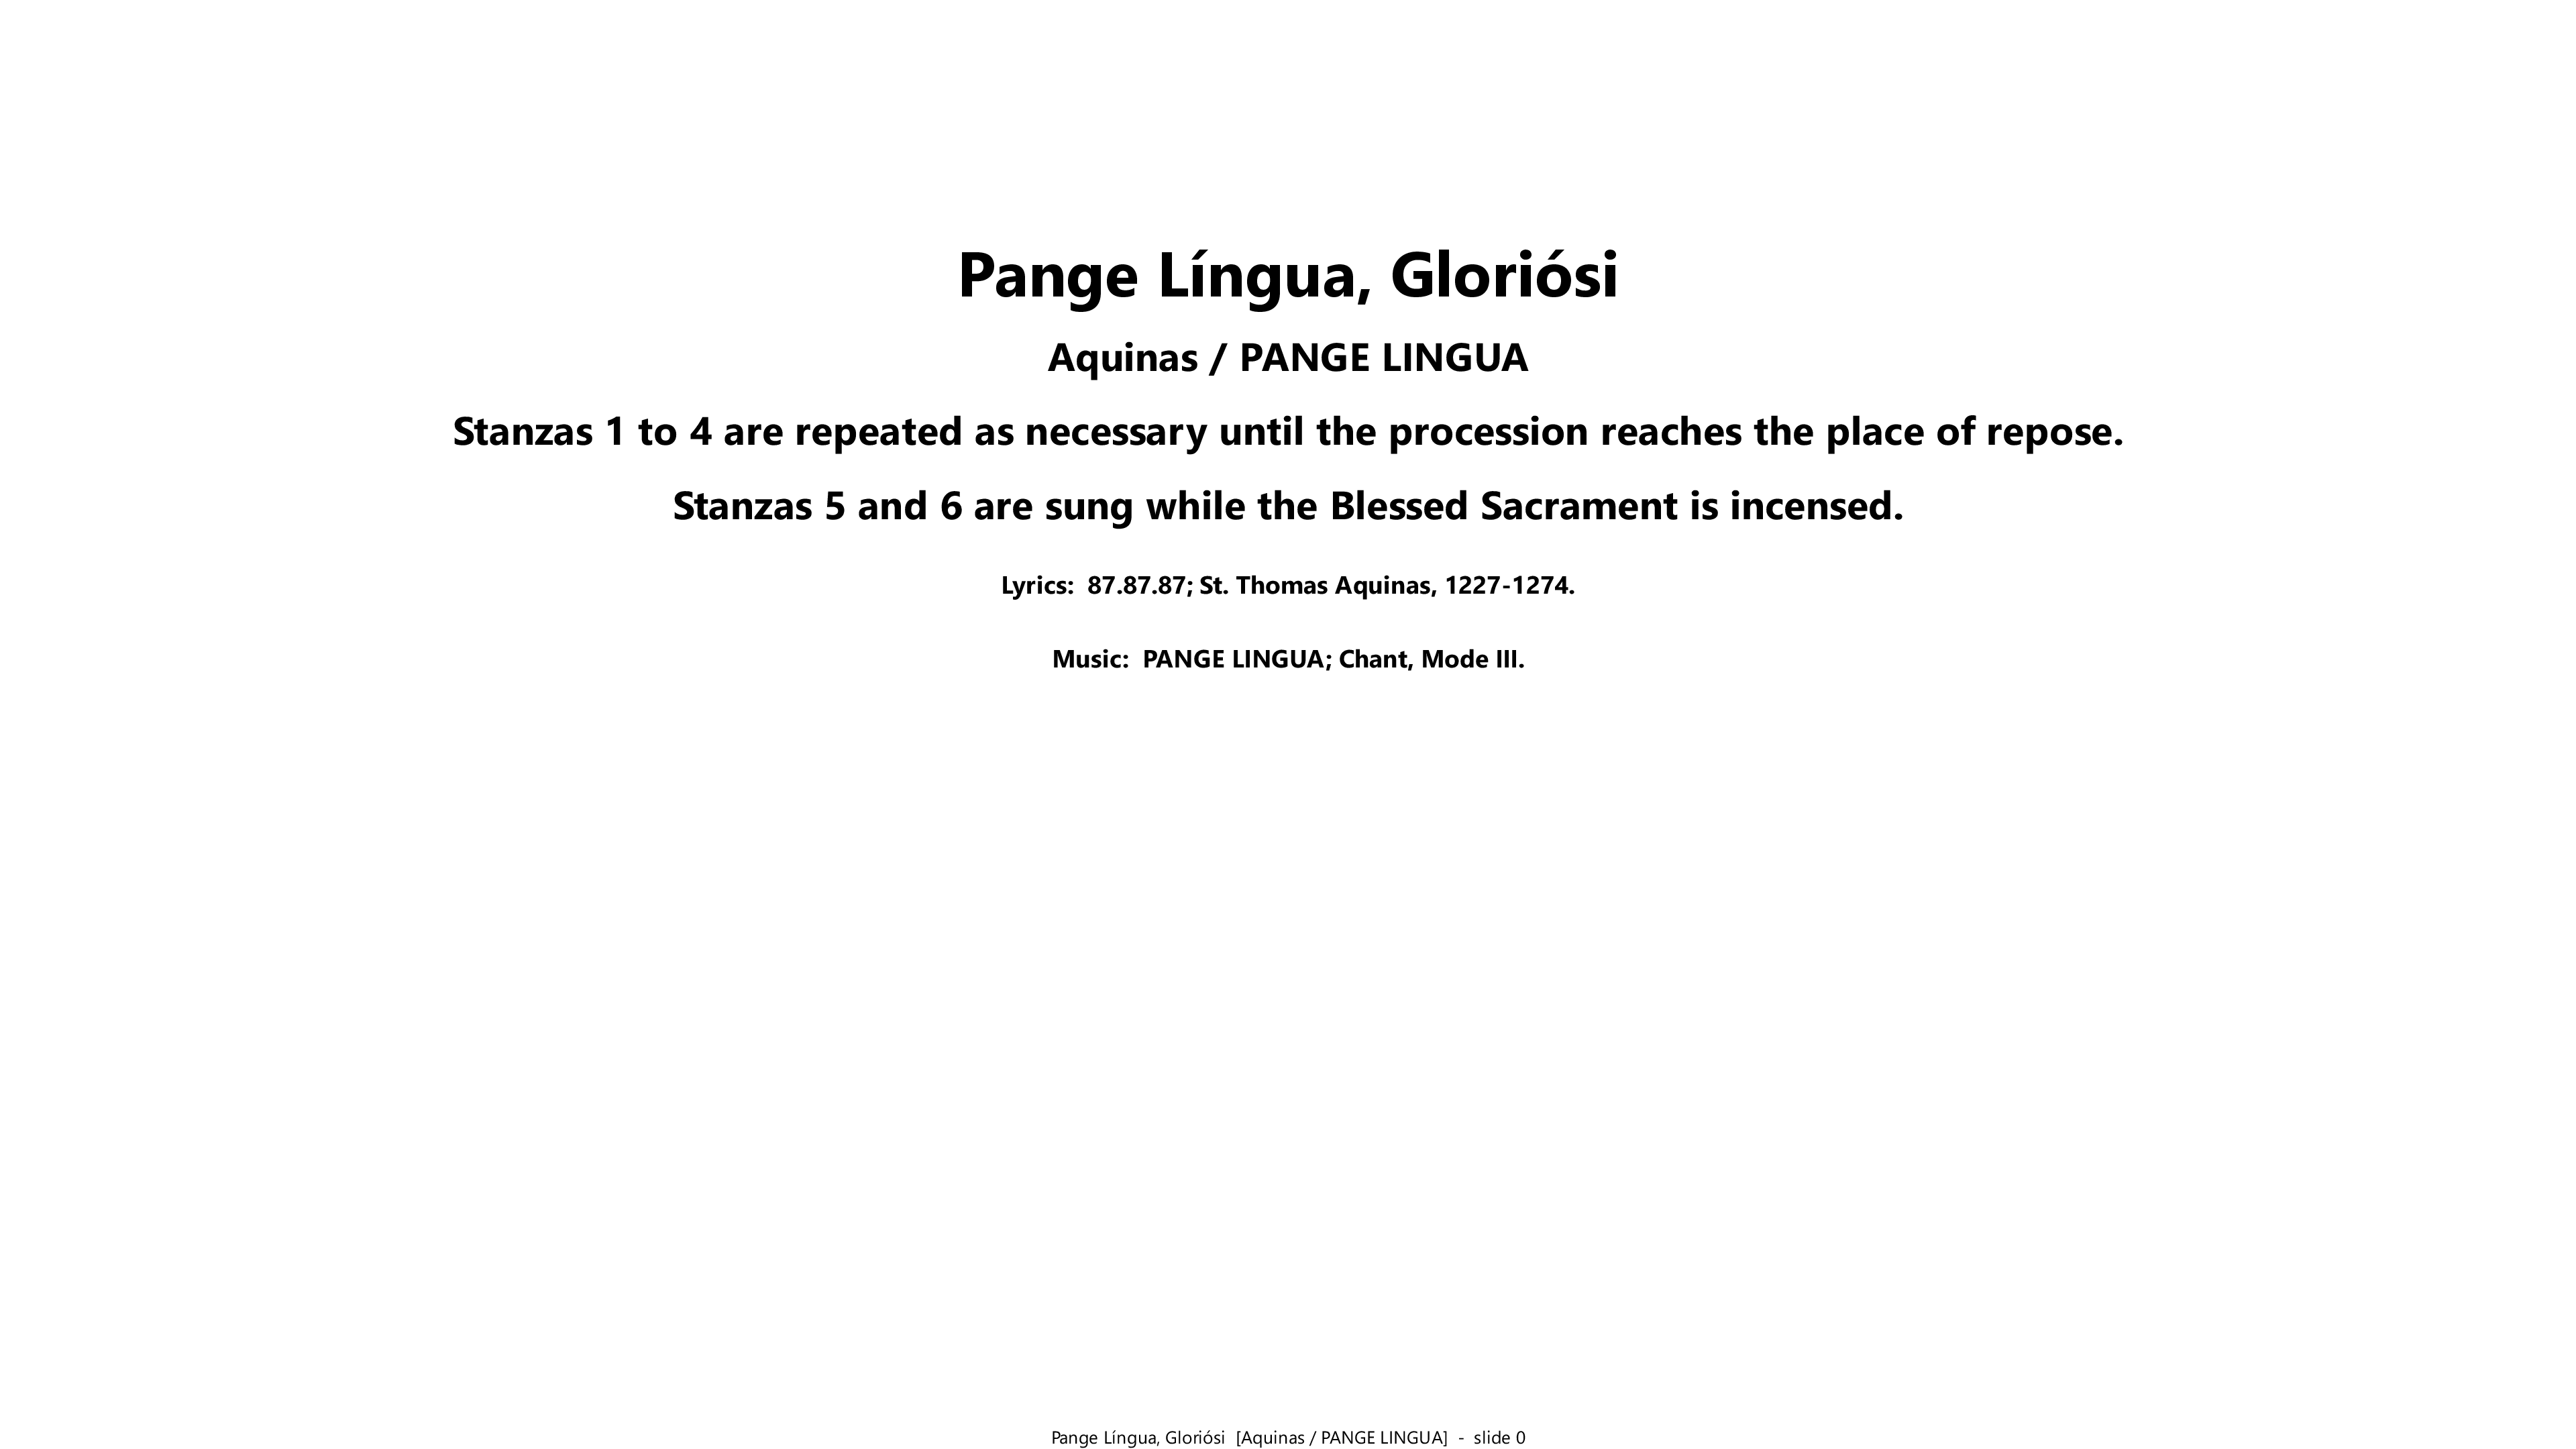 Pange Língua, Gloriósi
Aquinas / PANGE LINGUA
Stanzas 1 to 4 are repeated as necessary until the procession reaches the place of repose.
Stanzas 5 and 6 are sung while the Blessed Sacrament is incensed.
Lyrics:  87.87.87; St. Thomas Aquinas, 1227-1274.
Music:  PANGE LINGUA; Chant, Mode III.
Pange Língua, Gloriósi  [Aquinas / PANGE LINGUA]  -  slide 0